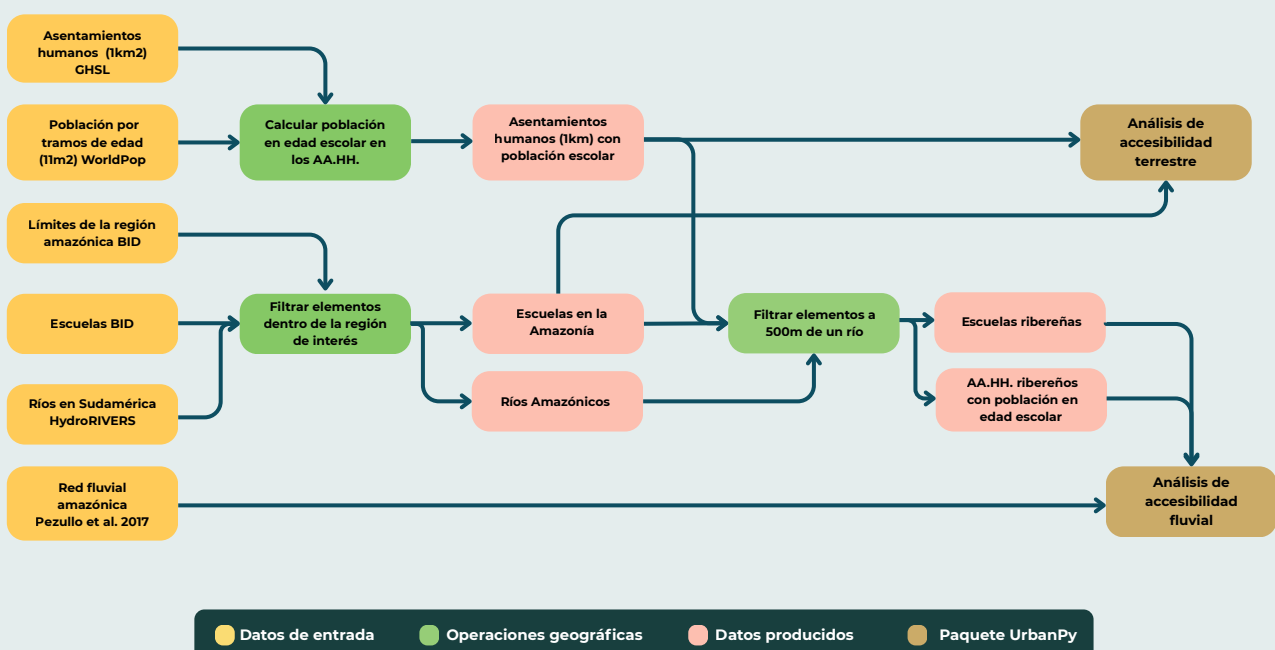 Asentamientos
humanos (1km2)
GHSL
Población por
tramos de edad
(11m2) WorldPop
Calcular población
en edad escolar en
los AA.HH.
Asentamientos
humanos (1km) con
población escolar
Análisis de
accesibilidad
terrestre
Límites de la región
amazónica BID
Escuelas BID
Filtrar elementos
dentro de la región
de interés
Escuelas en la
Amazonía
Filtrar elementos a
500m de un río
Escuelas ribereñas
Ríos en Sudamérica
HydroRIVERS
Ríos Amazónicos
AA.HH. ribereños
con población en
edad escolar
Red fluvial
amazónica
Pezullo et al. 2017
Análisis de
accesibilidad
fluvial
Datos de entrada
Operaciones geográficas
Datos producidos
Paquete UrbanPy